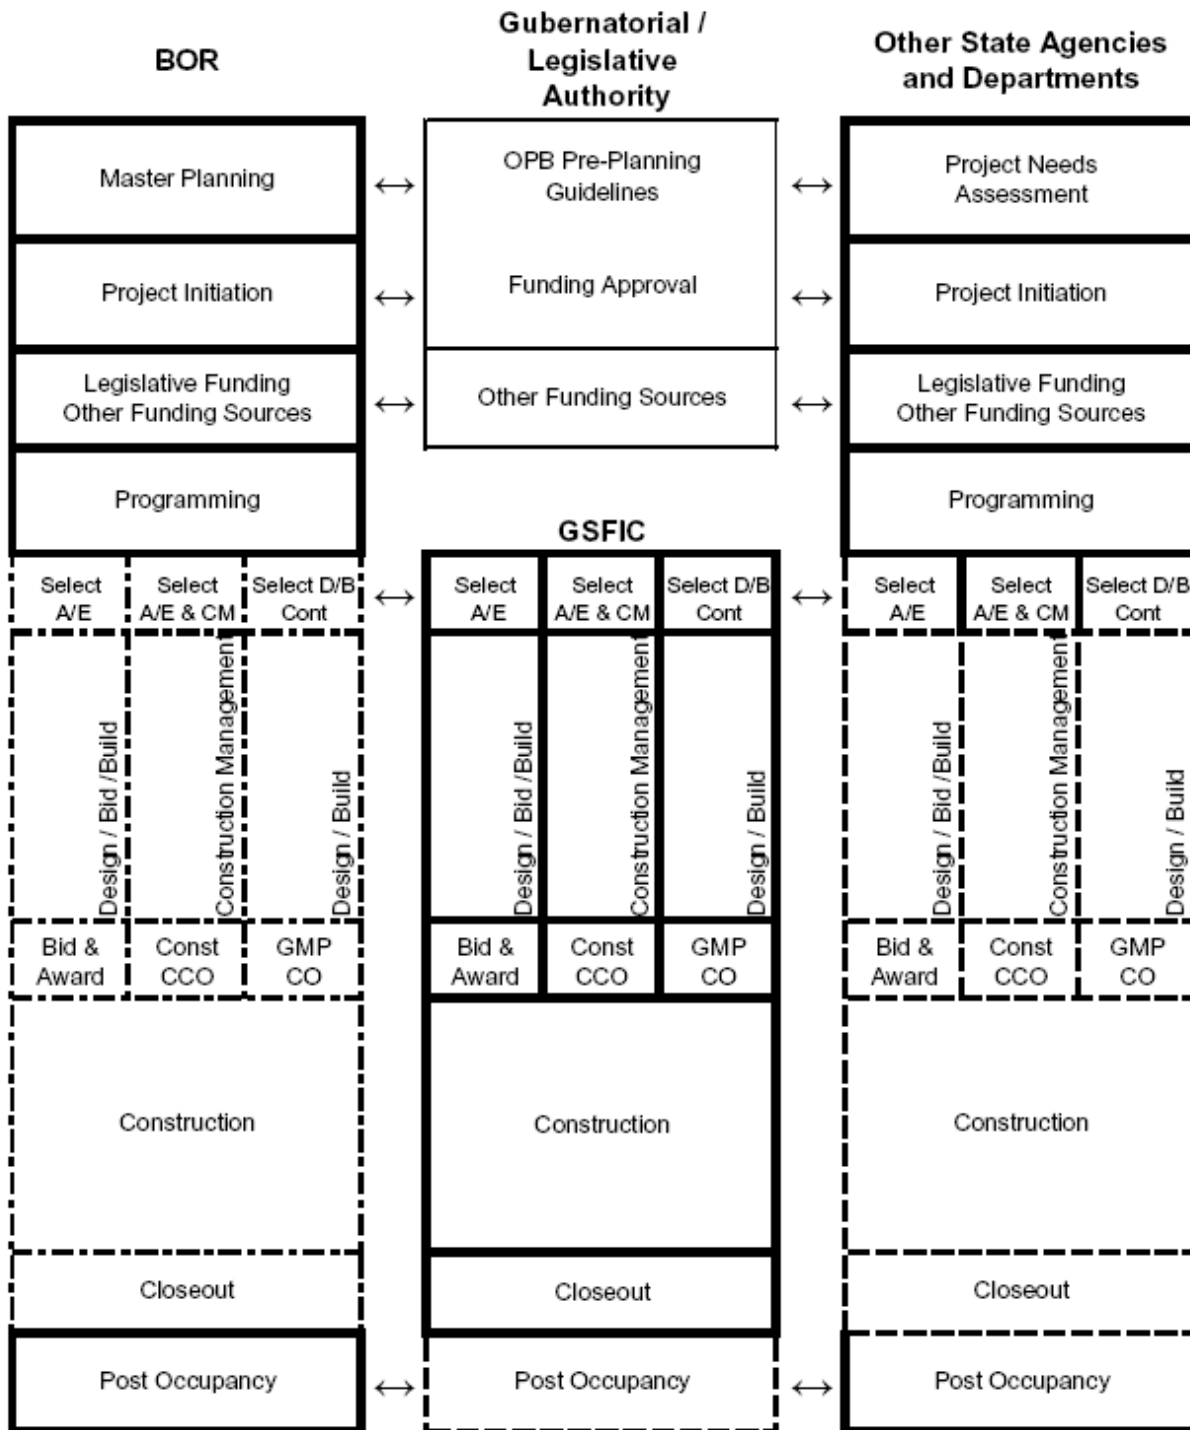 BOR
Gubernatorial /
Legislative
Authority
Other State Agencies
and Departments
Master Planning
↔
OPB Pre-Planning
Guidelines
↔
Project Needs
Assessment
Project Initiation
↔
Funding Approval
↔
Project Initiation
Legislative Funding
Other Funding Sources
↔
Other Funding Sources
↔
Legislative Funding
Other Funding Sources
Programming
Programming
GSFIC
Select
A/E
Select
A/E & CM
Select D/B
Cont
↔
Select
A/E
Select
A/E & CM
Select D/B
Cont
↔
Select
A/E
Select
A/E & CM
Select D/B
Cont
Design / Bid /Build
Construction Management
Design / Build
Design / Bid /Build
Construction Management
Design / Build
Design / Bid /Build
Construction Management
Design / Build
Bid &
Award
Const
CCO
GMP
CO
Bid &
Award
Const
CCO
GMP
CO
Bid &
Award
Const
CCO
GMP
CO
Construction
Construction
Construction
Closeout
Closeout
Closeout
Post Occupancy
↔
Post Occupancy
↔
Post Occupancy